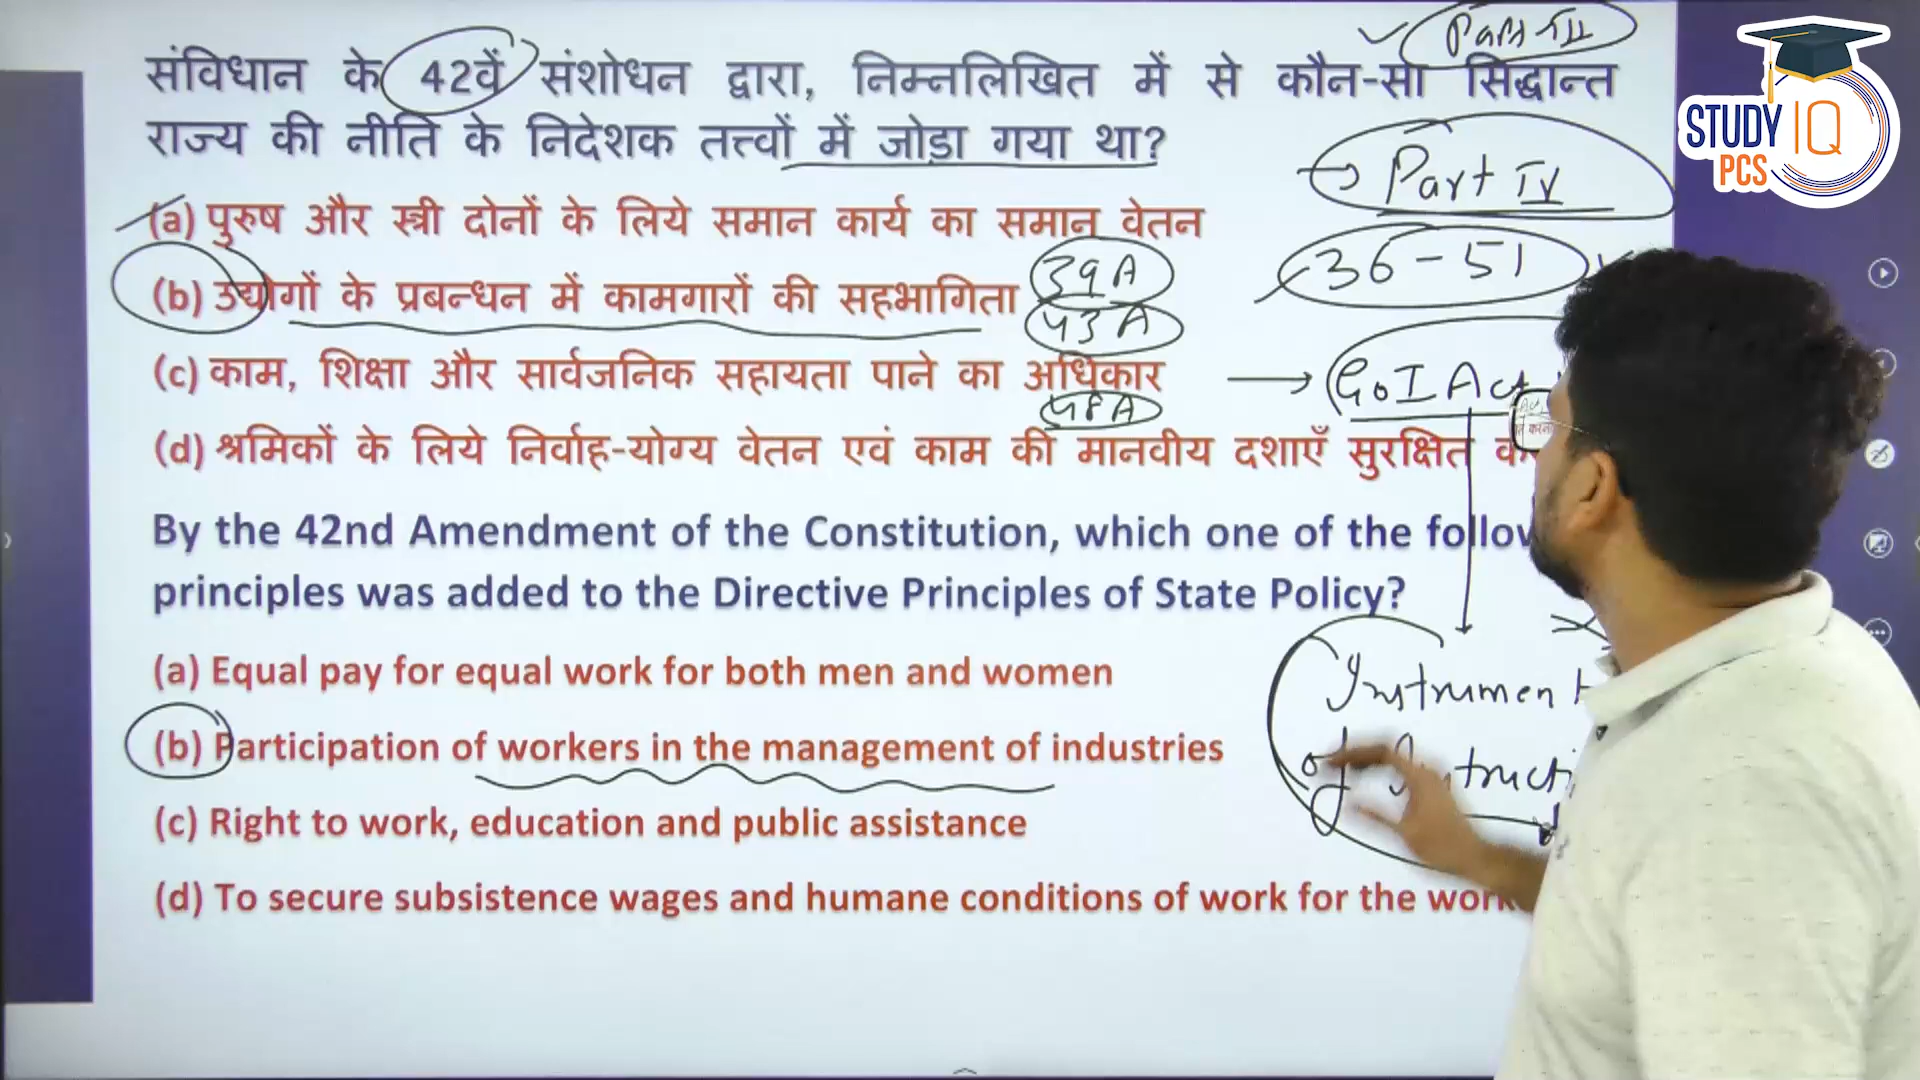 Part III
संविधान के 42वें संशोधन द्वारा, निम्नलिखित में से कौन-सा सिद्धान्त
राज्य की नीति के निदेशक तत्त्वों में जोड़ा गया था?
STUDY IQ
PCS
Part IV
(a) पुरुष और स्त्री दोनों के लिये समान कार्य का समान वेतन
36-51
39A
(b) उद्योगों के प्रबन्धन में कामगारों की सहभागिता
43A
(c) काम, शिक्षा और सार्वजनिक सहायता पाने का अधिकार
GoI Act
48A
(d) श्रमिकों के लिये निर्वाह-योग्य वेतन एवं काम की मानवीय दशाएँ सुरक्षित
By the 42nd Amendment of the Constitution, which one of the follow
principles was added to the Directive Principles of State Policy?
(a) Equal pay for equal work for both men and women
Instrument
(b) Participation of workers in the management of industries
of Instructi
(c) Right to work, education and public assistance
(d) To secure subsistence wages and humane conditions of work for the work